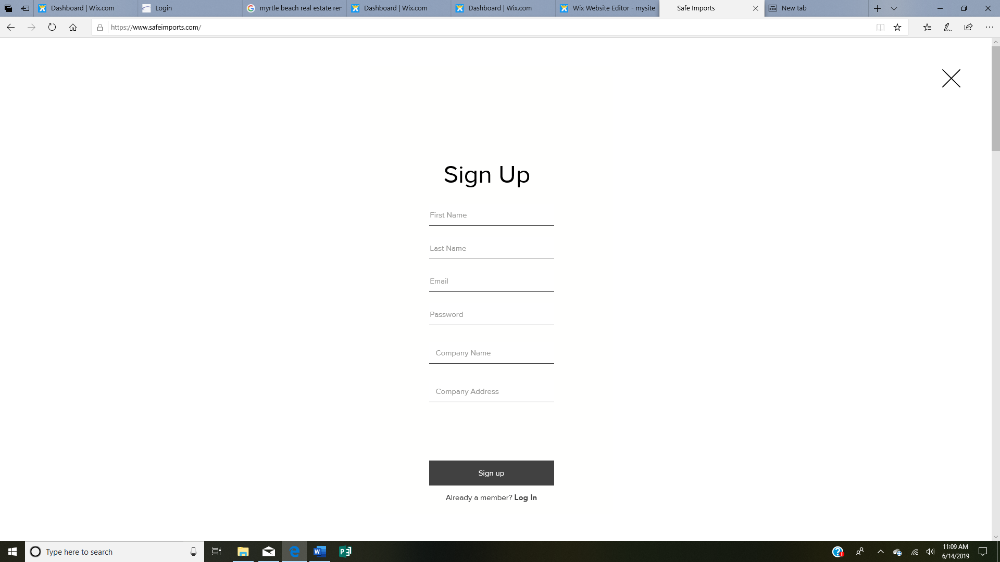 Dashboard | Wix.com
Login
myrtle beach real estate rer
Dashboard | Wix.com
Dashboard | Wix.com
Wix Website Editor - mysite
Safe Imports
New tab
https://www.safeimports.com/
Sign Up
First Name
Last Name
Email
Password
Company Name
Company Address
Sign up
Already a member? Log In
Type here to search
11:09 AM
6/14/2019